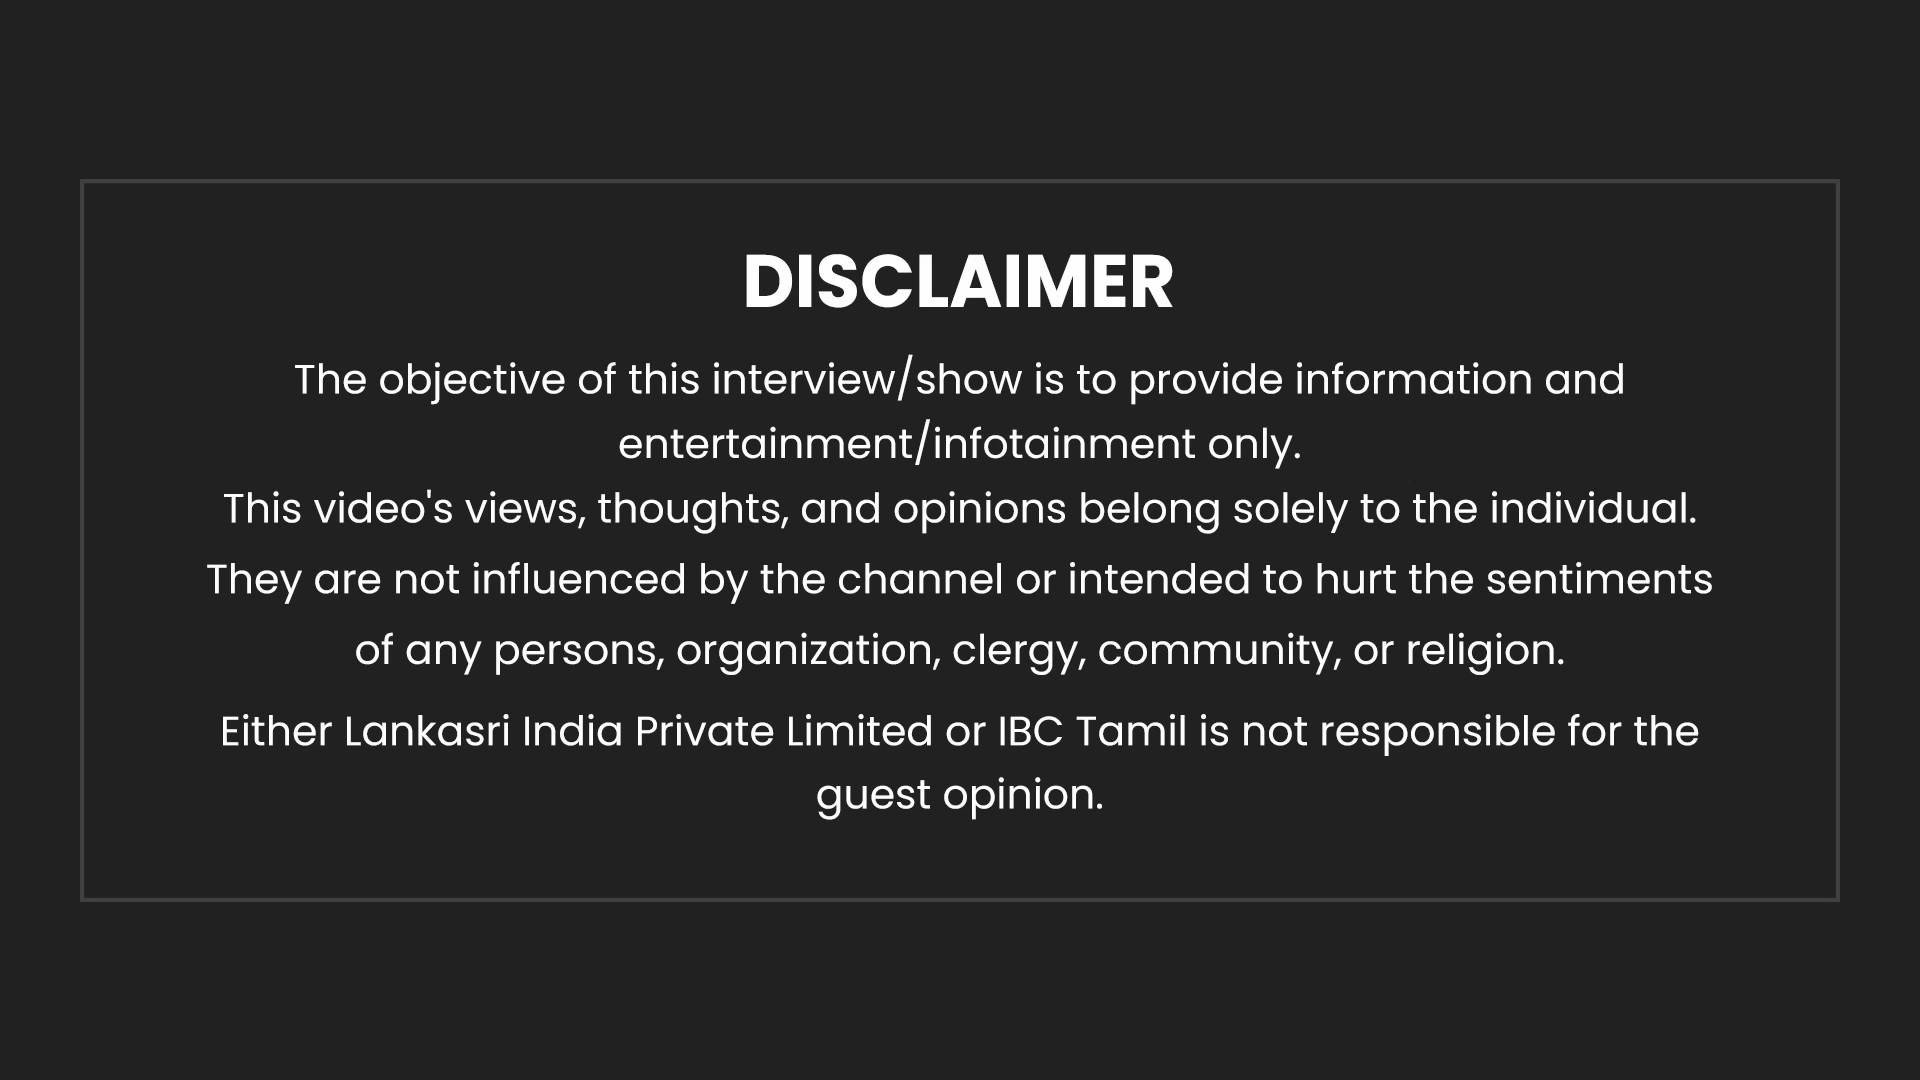 DISCLAIMER
The objective of this interview/show is to provide information and
entertainment/infotainment only.
This video's views, thoughts, and opinions belong solely to the individual.
They are not influenced by the channel or intended to hurt the sentiments
of any persons, organization, clergy, community, or religion.
Either Lankasri India Private Limited or IBC Tamil is not responsible for the
guest opinion.